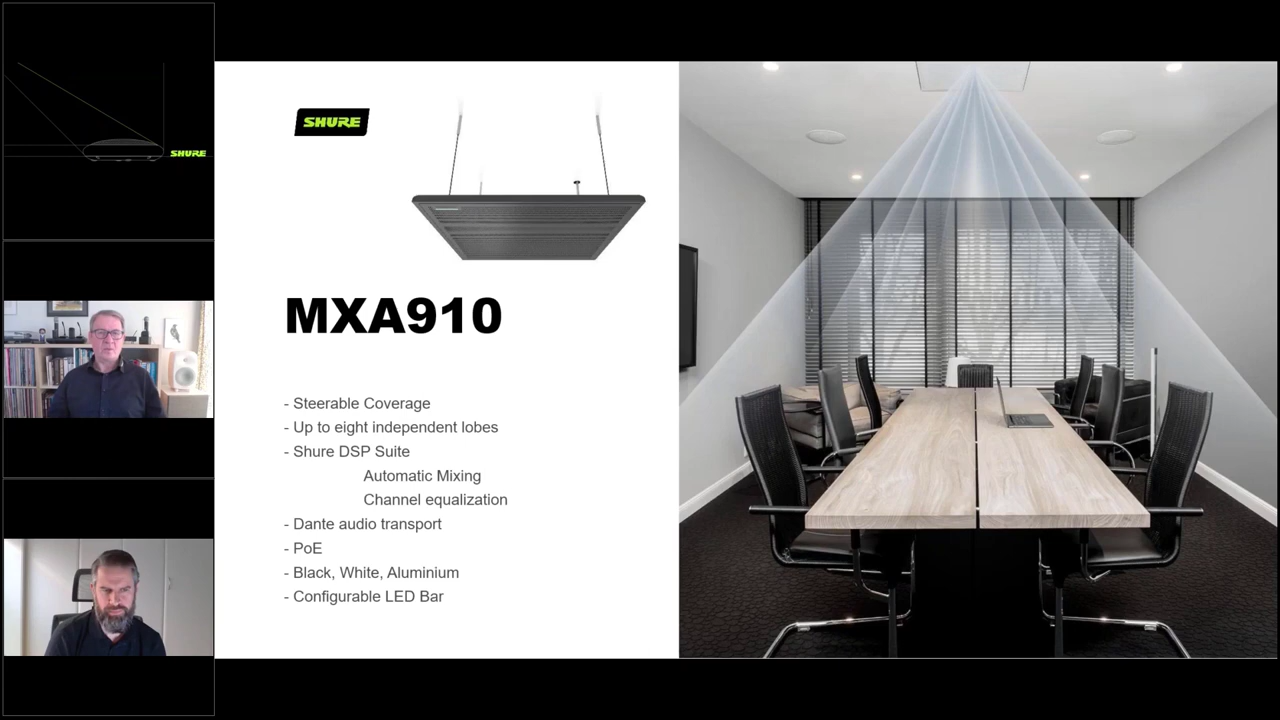 SHURE
SHURE
MXA910
- Steerable Coverage
- Up to eight independent lobes
- Shure DSP Suite
Automatic Mixing
Channel equalization
- Dante audio transport
- PoE
- Black, White, Aluminium
- Configurable LED Bar